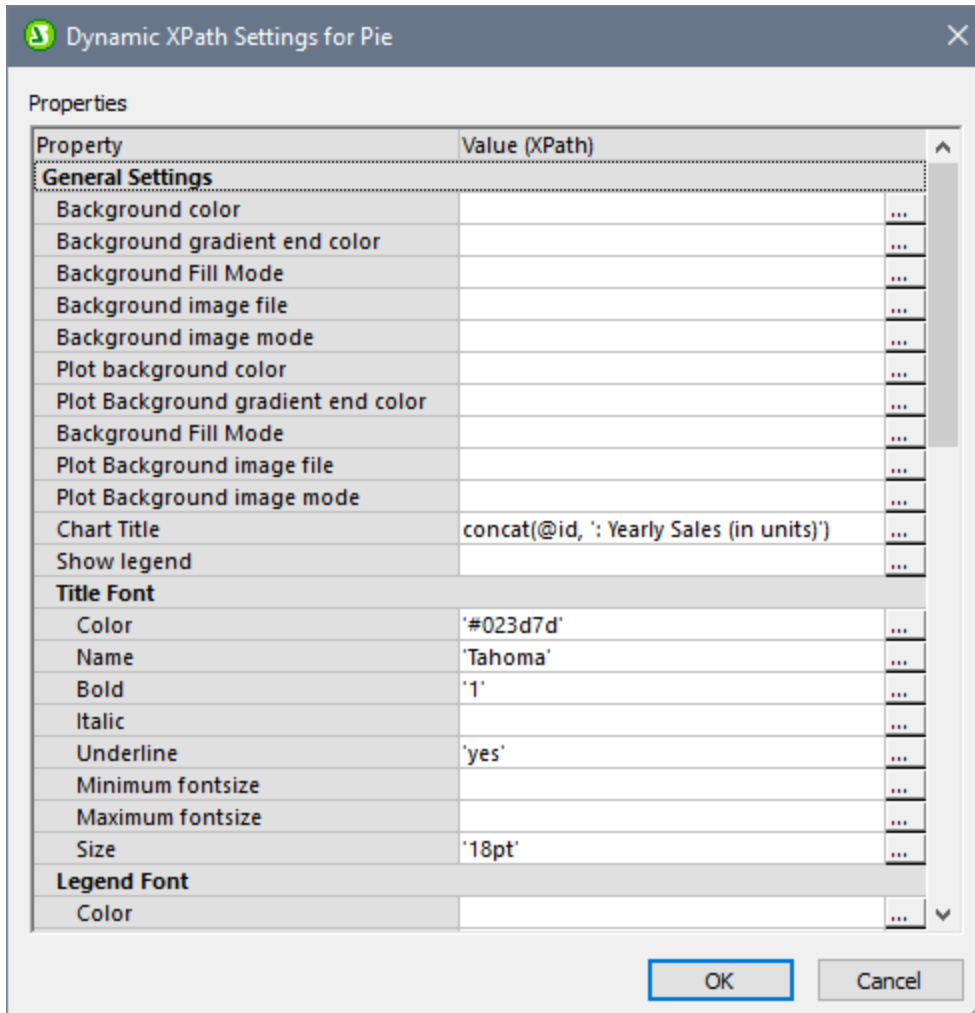 Dynamic XPath Settings for Pie
Properties
Property Value (XPath)
General Settings
Background color ...
Background gradient end color ...
Background Fill Mode ...
Background image file ...
Background image mode ...
Plot background color ...
Plot Background gradient end color ...
Background Fill Mode ...
Plot Background image file ...
Plot Background image mode ...
Chart Title concat(@id, ': Yearly Sales (in units)') ...
Show legend ...
Title Font
Color '#023d7d' ...
Name 'Tahoma' ...
Bold '1' ...
Italic ...
Underline 'yes' ...
Minimum fontsize ...
Maximum fontsize ...
Size '18pt' ...
Legend Font
Color ...
OK Cancel